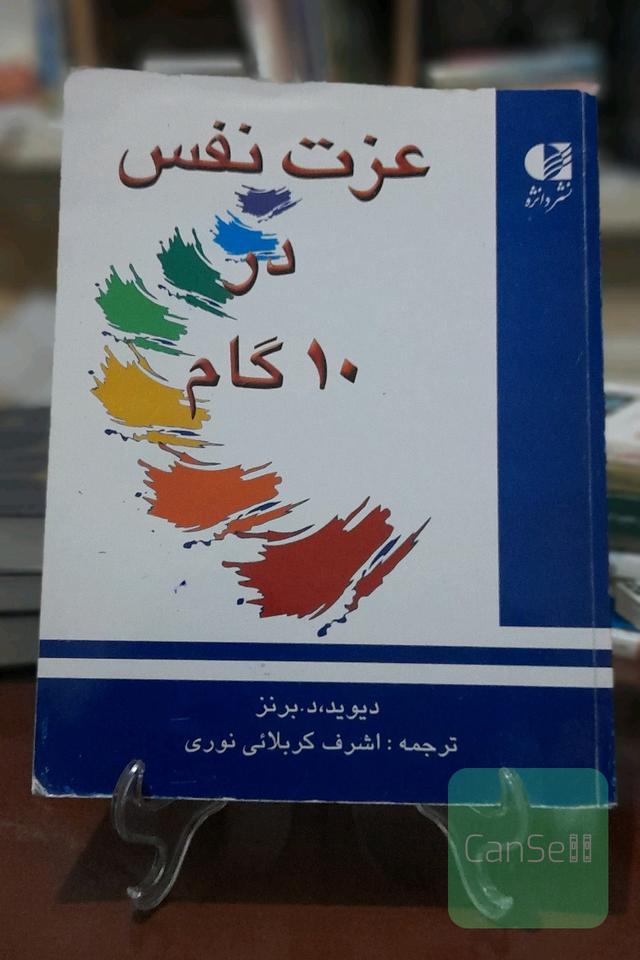 عزت نفس
در
۱۰ گام
نشر دانژه
دیوید،د.برنز
ترجمه : اشرف کربلائی نوری
CanSell